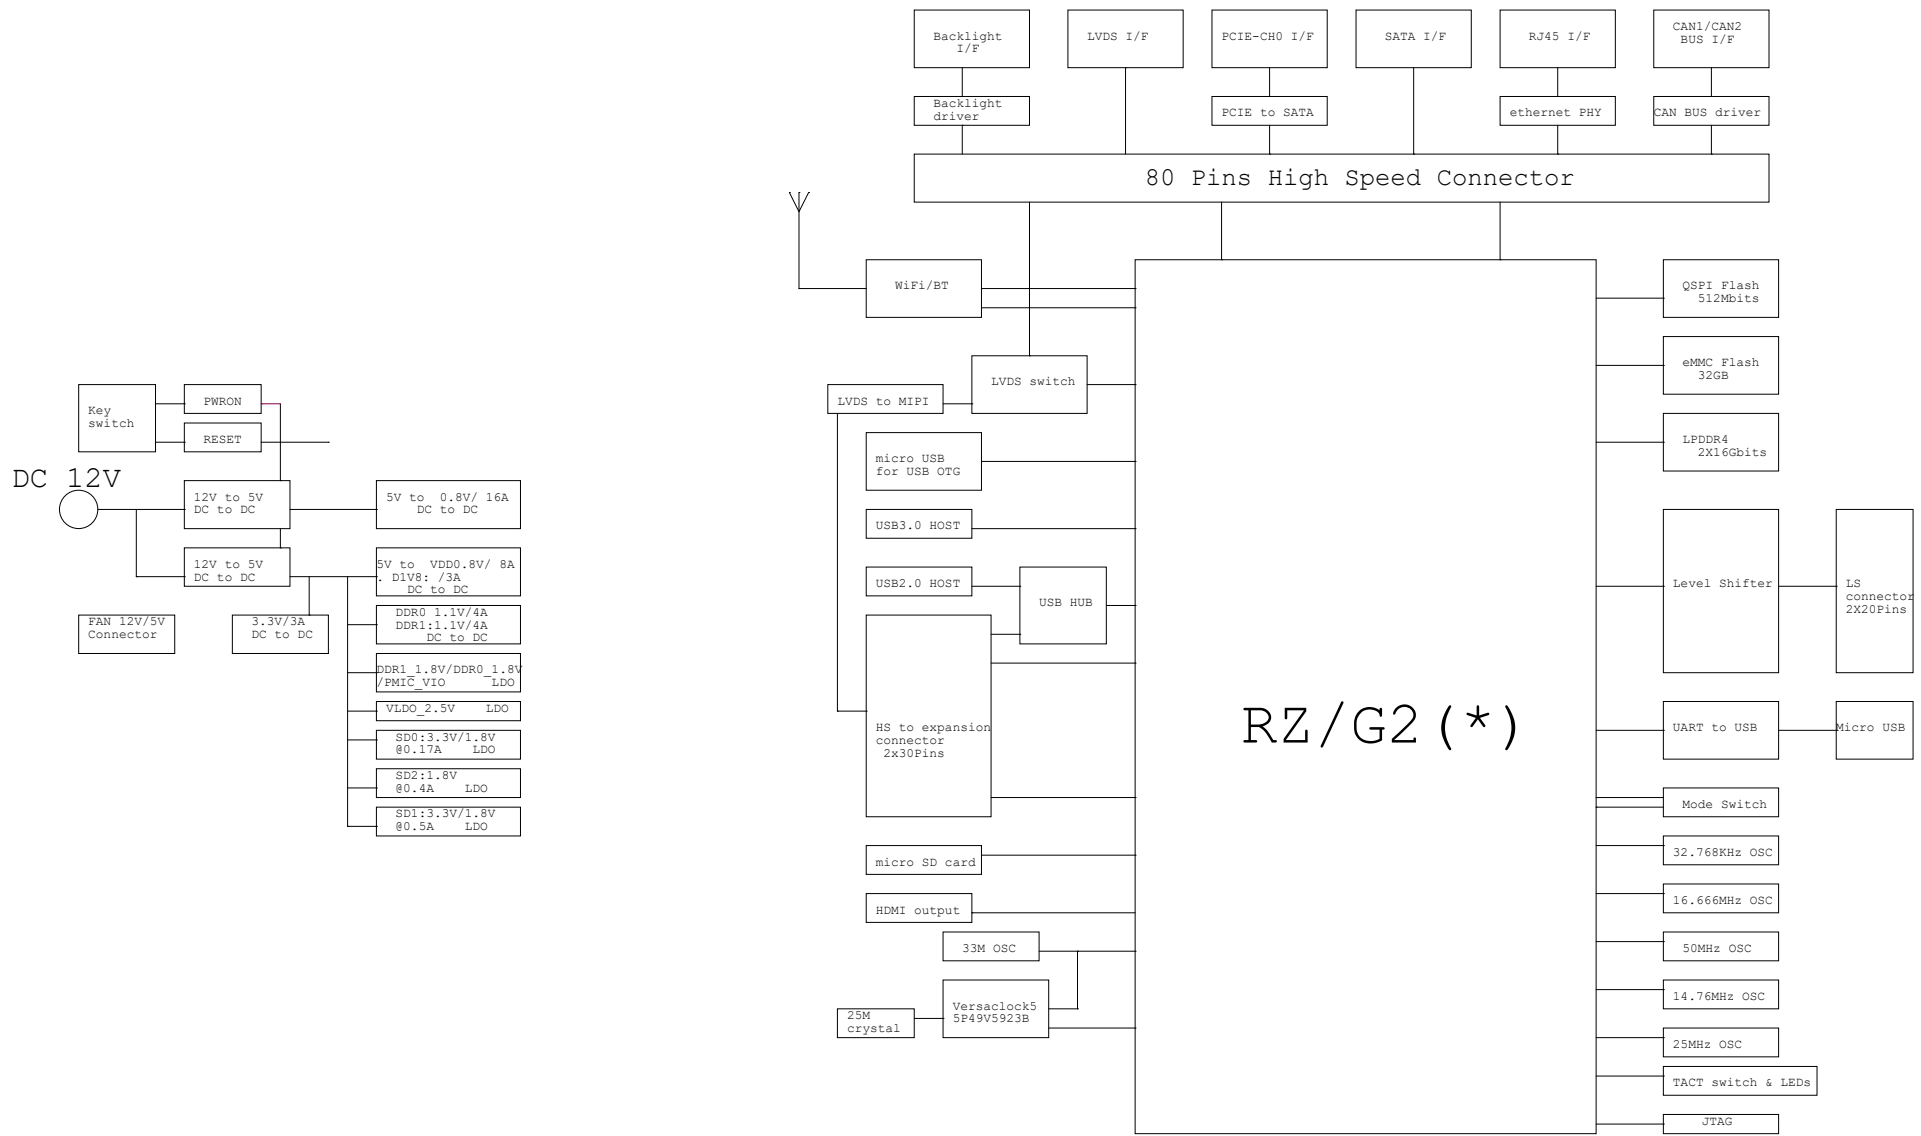 Backlight
I/F
LVDS I/F
PCIE-CH0 I/F
SATA I/F
RJ45 I/F
CAN1/CAN2
BUS I/F
Backlight
driver
PCIE to SATA
ethernet PHY
CAN BUS driver
80 Pins High Speed Connector
WiFi/BT
QSPI Flash
512Mbits
LVDS switch
LVDS to MIPI
eMMC Flash
32GB
Key
switch
PWRON
RESET
micro USB
for USB OTG
LPDDR4
2X16Gbits
DC 12V
12V to 5V
DC to DC
5V to 0.8V/ 16A
DC to DC
USB3.0 HOST
12V to 5V
DC to DC
5V to VDD0.8V/ 8A
. D1V8: /3A
DC to DC
USB2.0 HOST
USB HUB
Level Shifter
LS
connector
2X20Pins
FAN 12V/5V
Connector
3.3V/3A
DC to DC
DDR0 1.1V/4A
DDR1:1.1V/4A
DC to DC
DDR1_1.8V/DDR0_1.8V
/PMIC_VIO LDO
VLDO_2.5V LDO
SD0:3.3V/1.8V
@0.17A LDO
SD2:1.8V
@0.4A LDO
SD1:3.3V/1.8V
@0.5A LDO
HS to expansion
connector
2x30Pins
RZ/G2(*)
UART to USB
Micro USB
Mode Switch
micro SD card
32.768KHz OSC
HDMI output
16.666MHz OSC
33M OSC
50MHz OSC
Versaclock5
5P49V5923B
25M
crystal
14.76MHz OSC
25MHz OSC
TACT switch & LEDs
JTAG